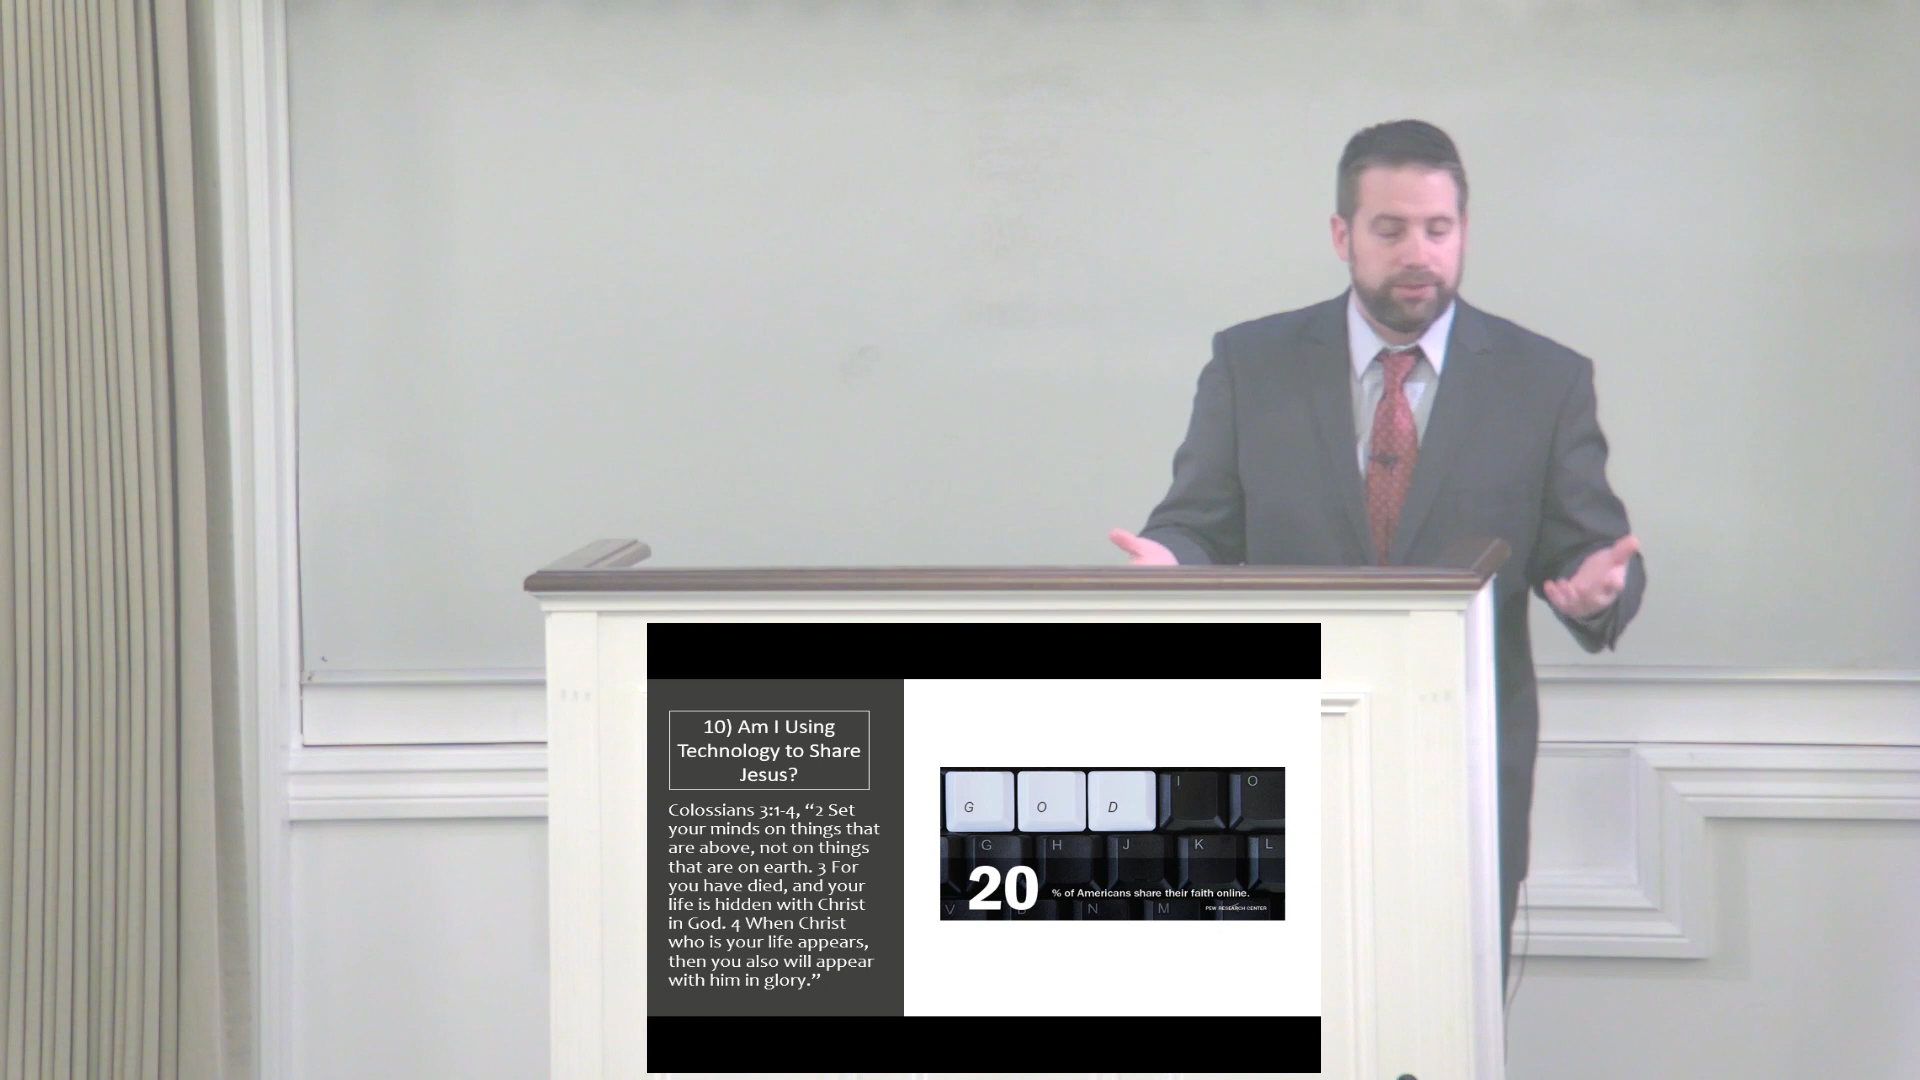 10) Am I Using
Technology to Share
Jesus?
Colossians 3:1-4, “2 Set
your minds on things that
are above, not on things
that are on earth. 3 For
you have died, and your
life is hidden with Christ
in God. 4 When Christ
who is your life appears,
then you also will appear
with him in glory.”
G O D I O
G H J K L
20 % of Americans share their faith online.
V B N M
PEW RESEARCH CENTER